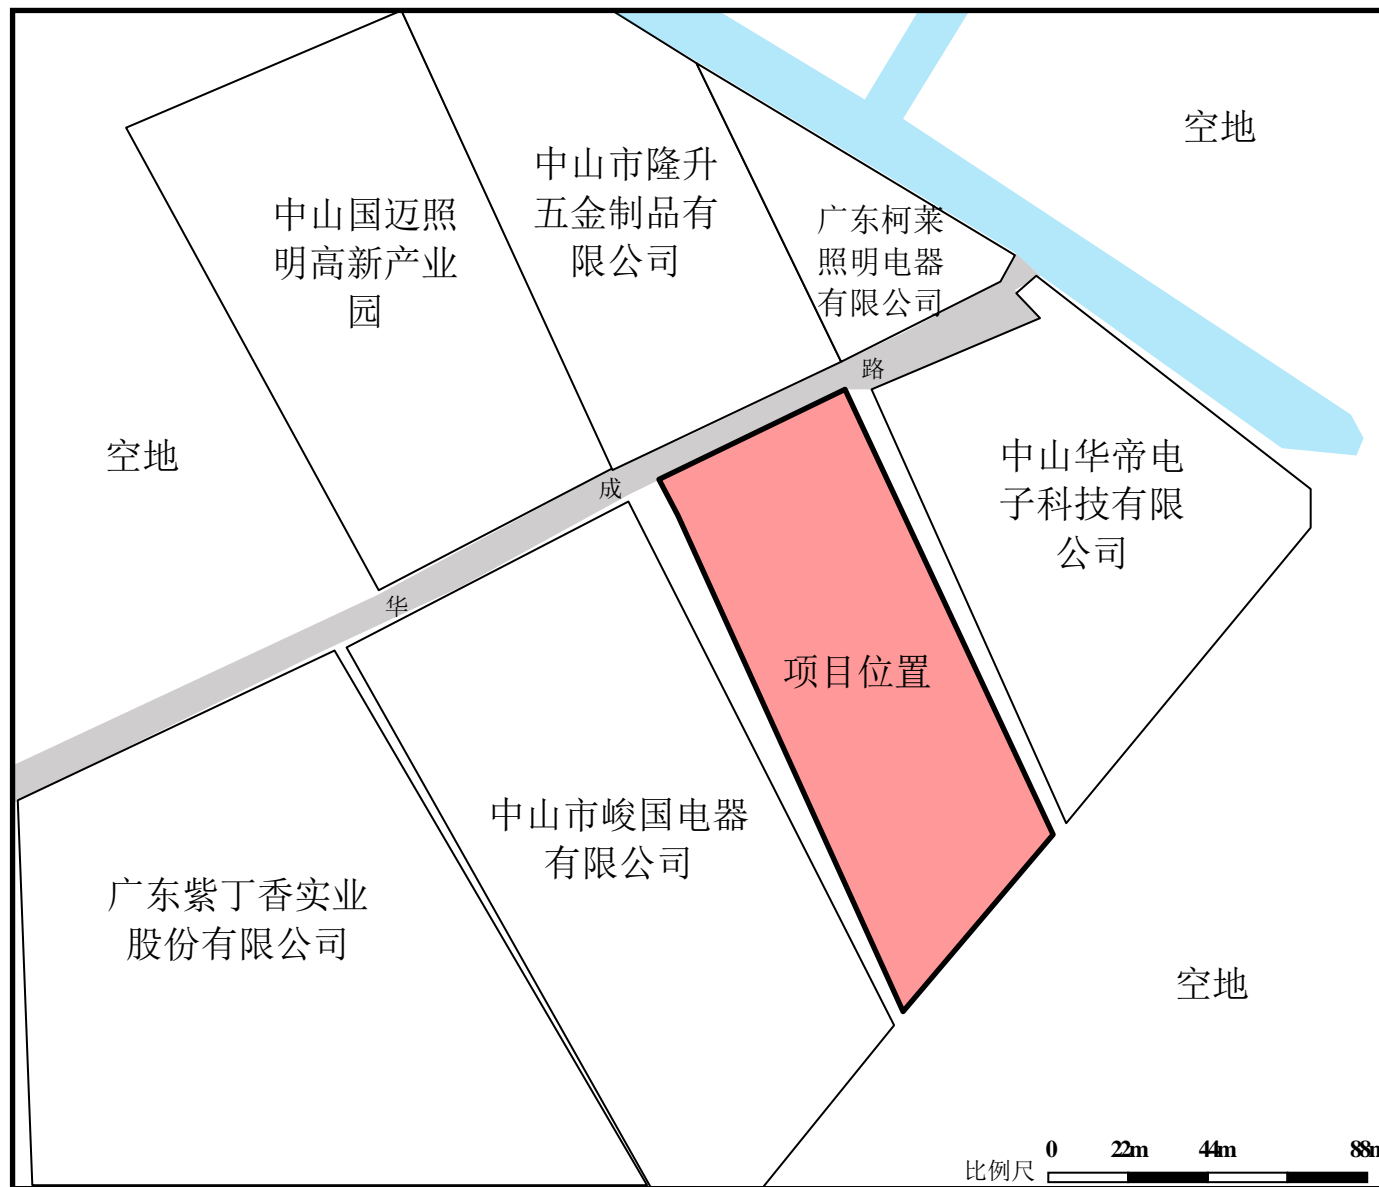 空地
中山市隆升
五金制品有
限公司
中山国迈照
明高新产业
园
广东柯莱
照明电器
有限公司
路
空地
中山华帝电
子科技有限
公司
成
华
项目位置
中山市峻国电器
有限公司
广东紫丁香实业
股份有限公司
空地
比例尺 0 22m 44m 88m